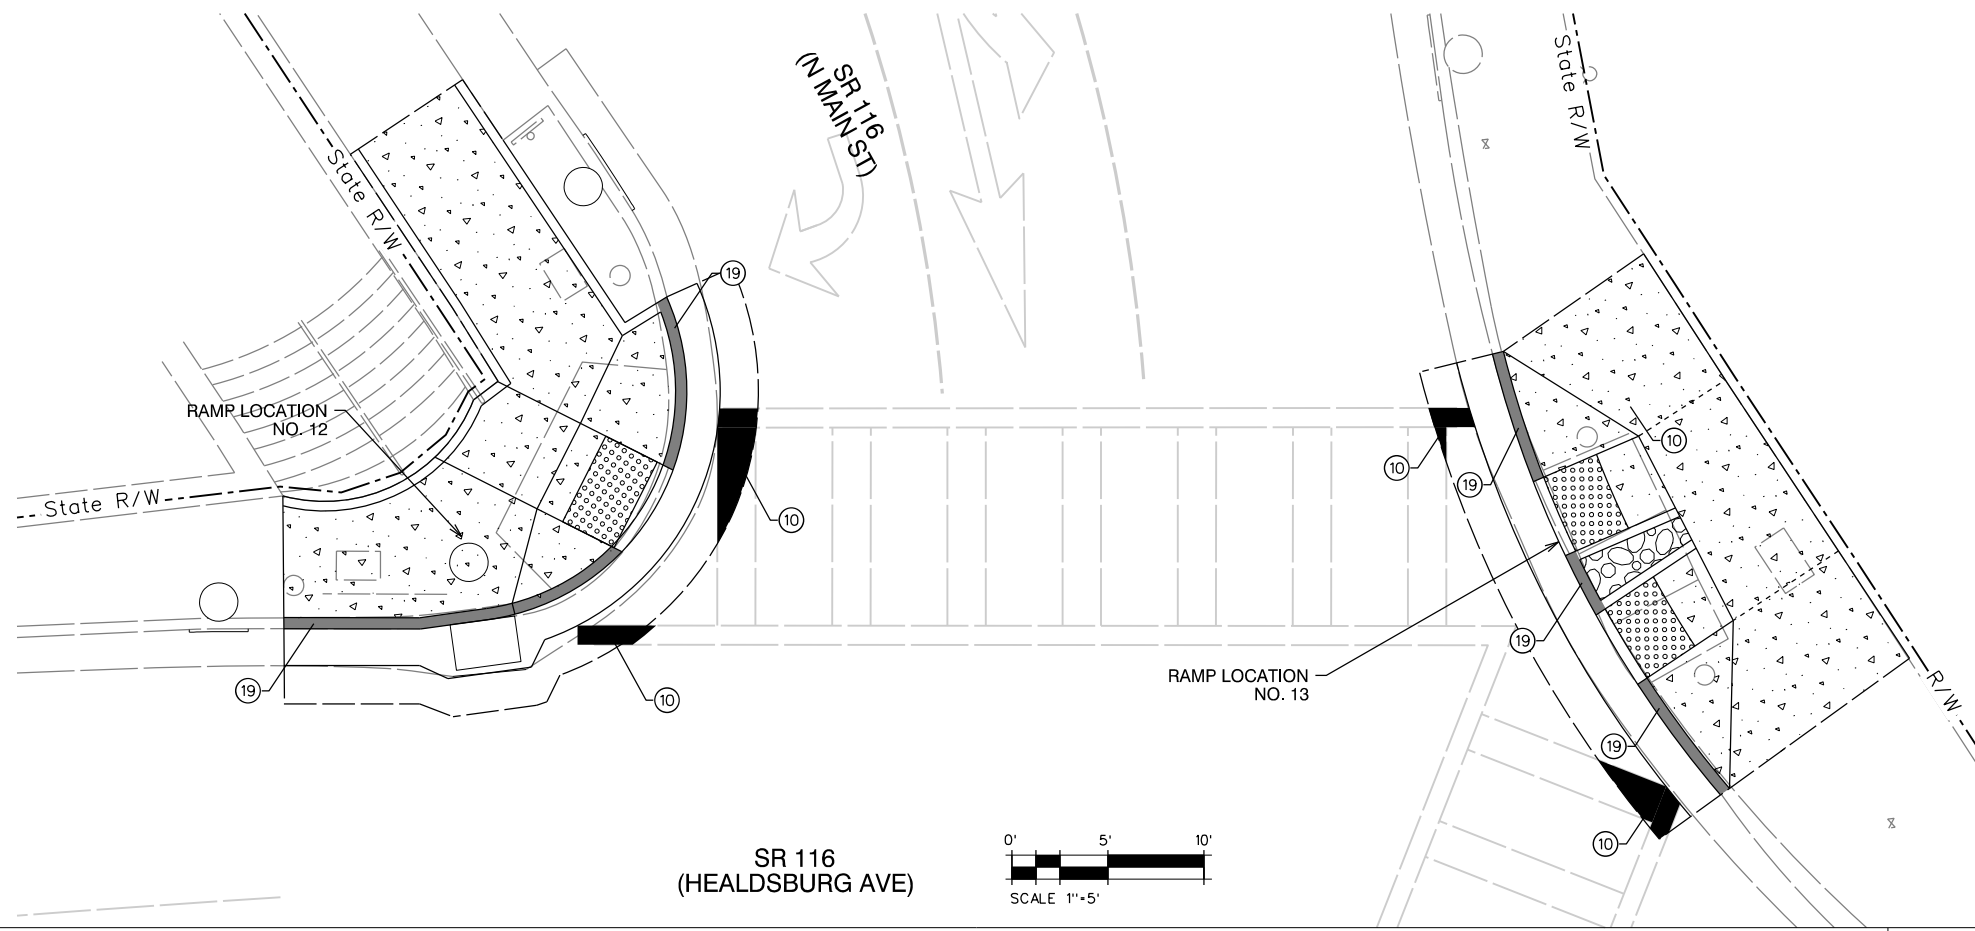 SR 116
(N MAIN ST)
State R/W
State R/W
19
RAMP LOCATION
NO. 12
10
10
19
State R/W
10
19
10
19
RAMP LOCATION
NO. 13
R/W
19
10
19
10
SR 116
(HEALDSBURG AVE)
0' 5' 10'
SCALE 1"=5'